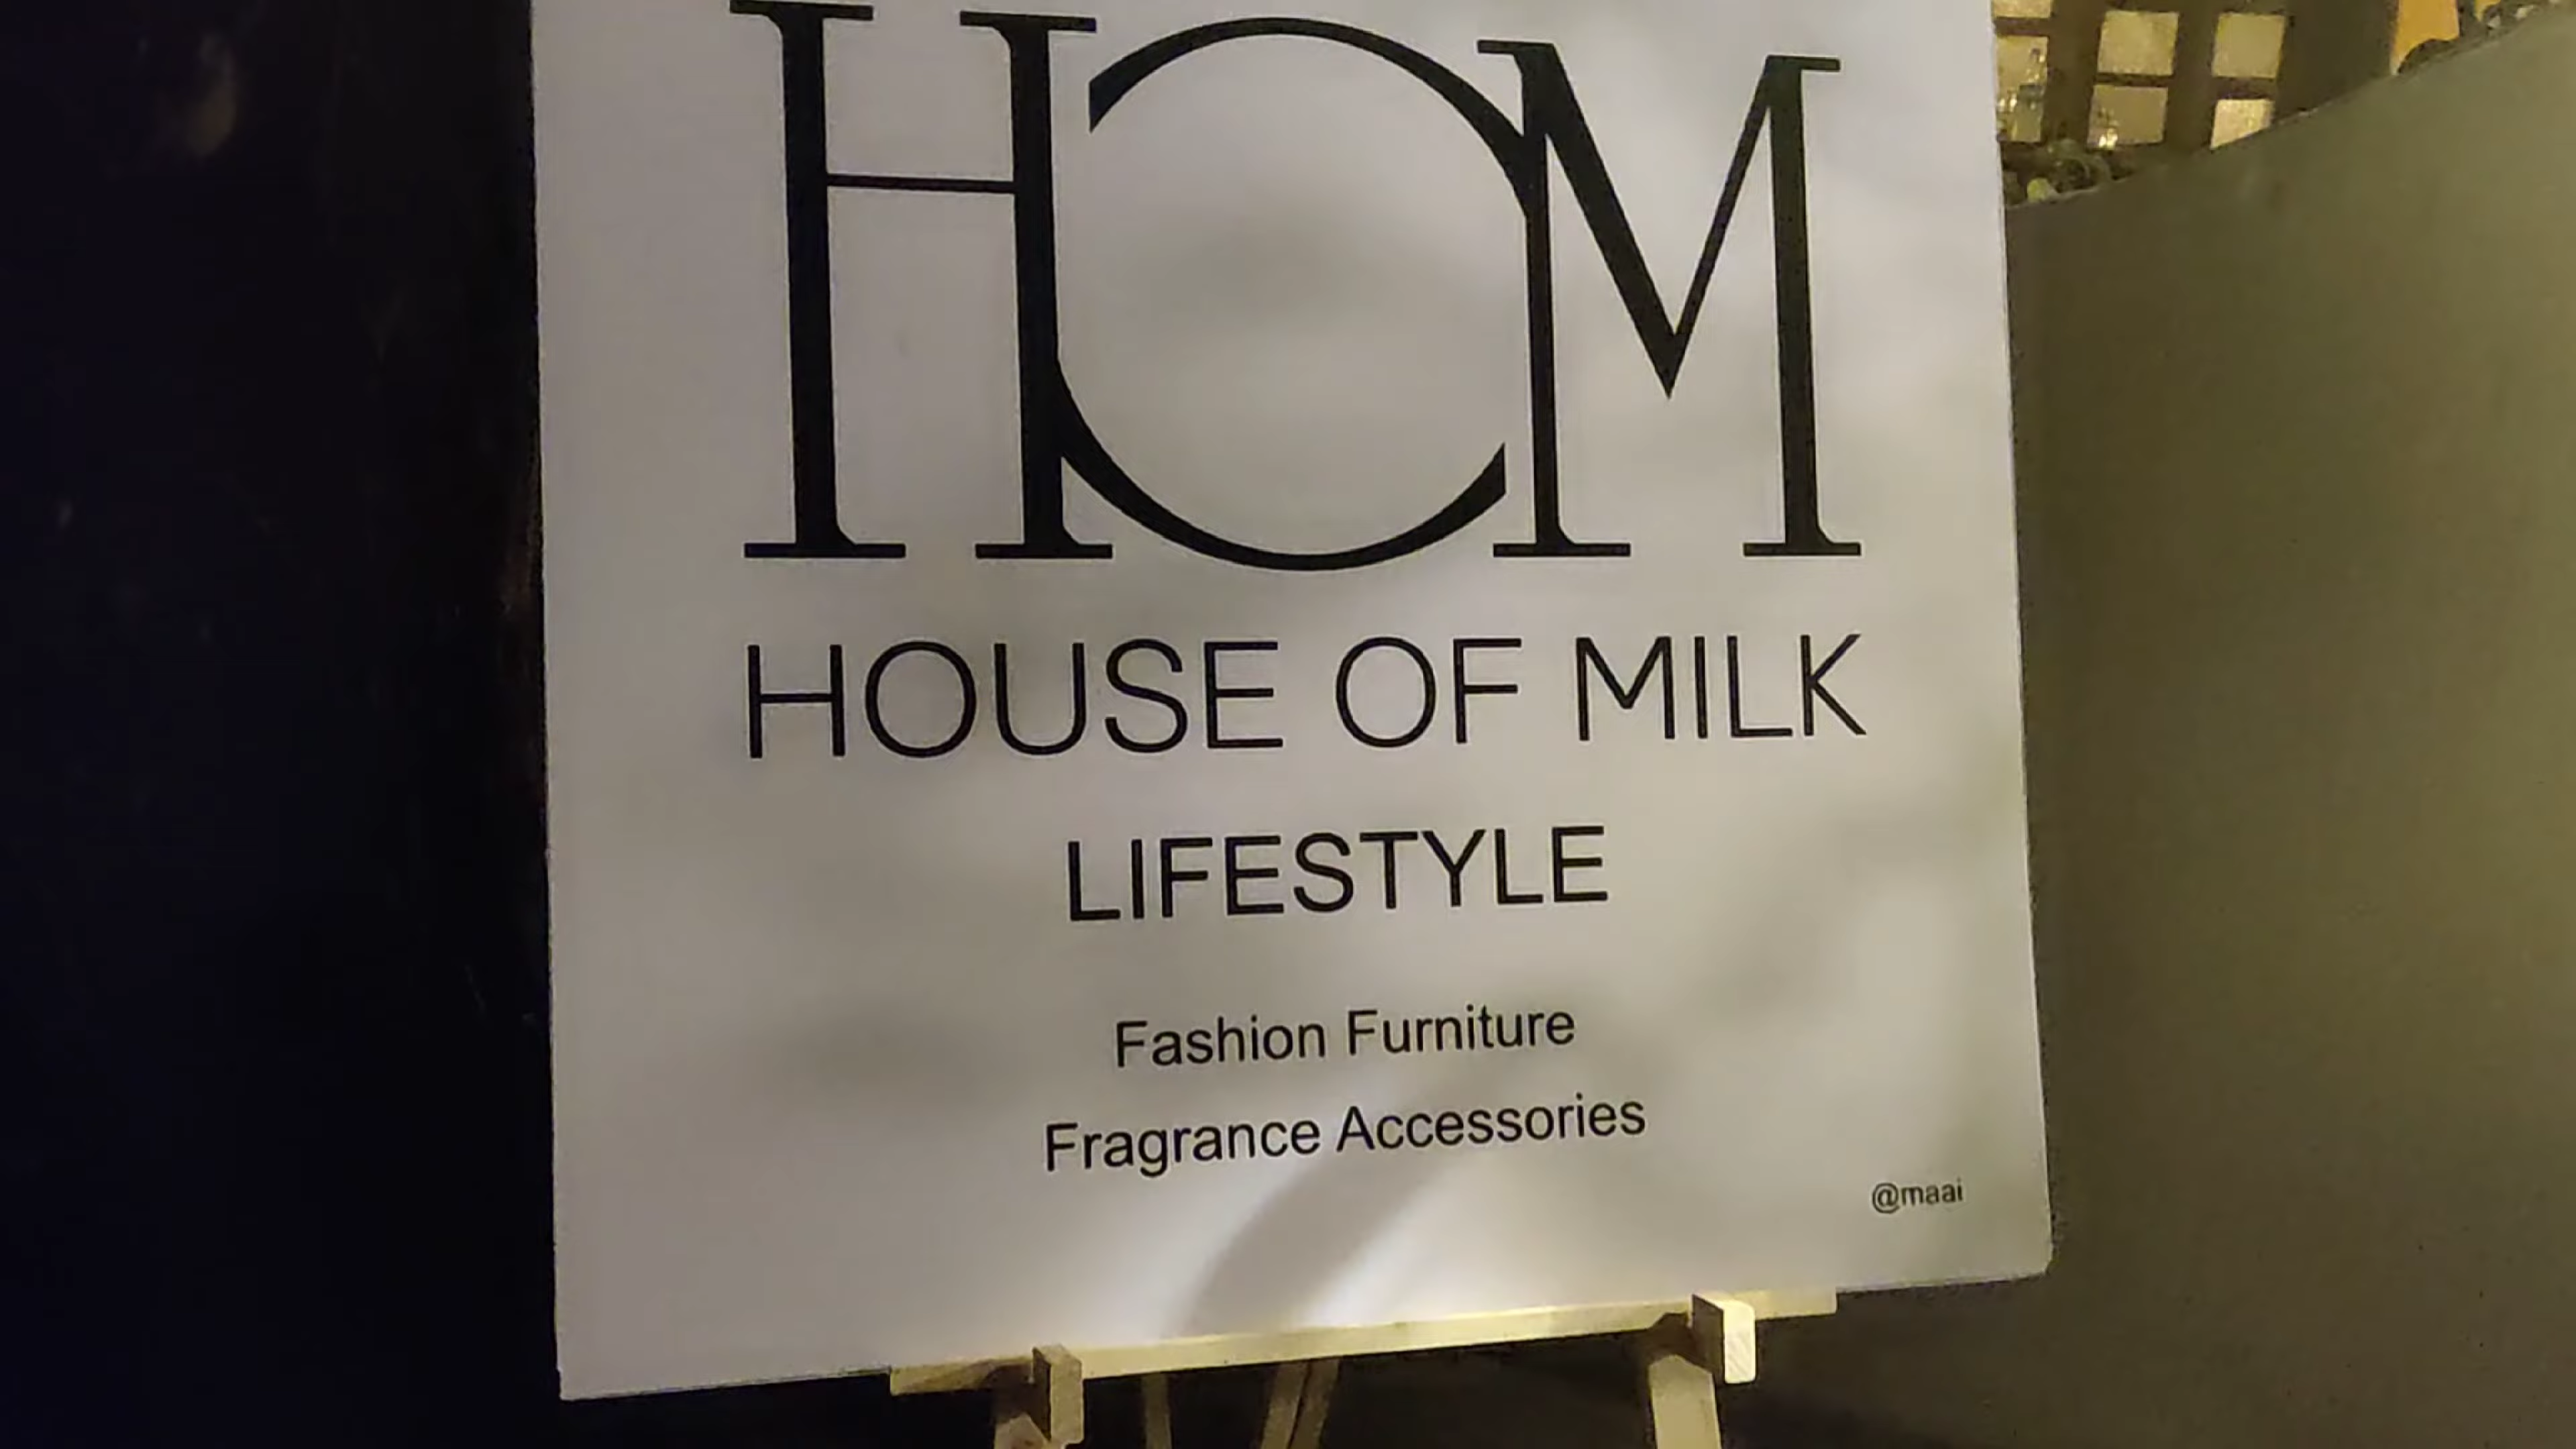 HOM
HOUSE OF MILK
LIFESTYLE
Fashion Furniture
Fragrance Accessories
@maai